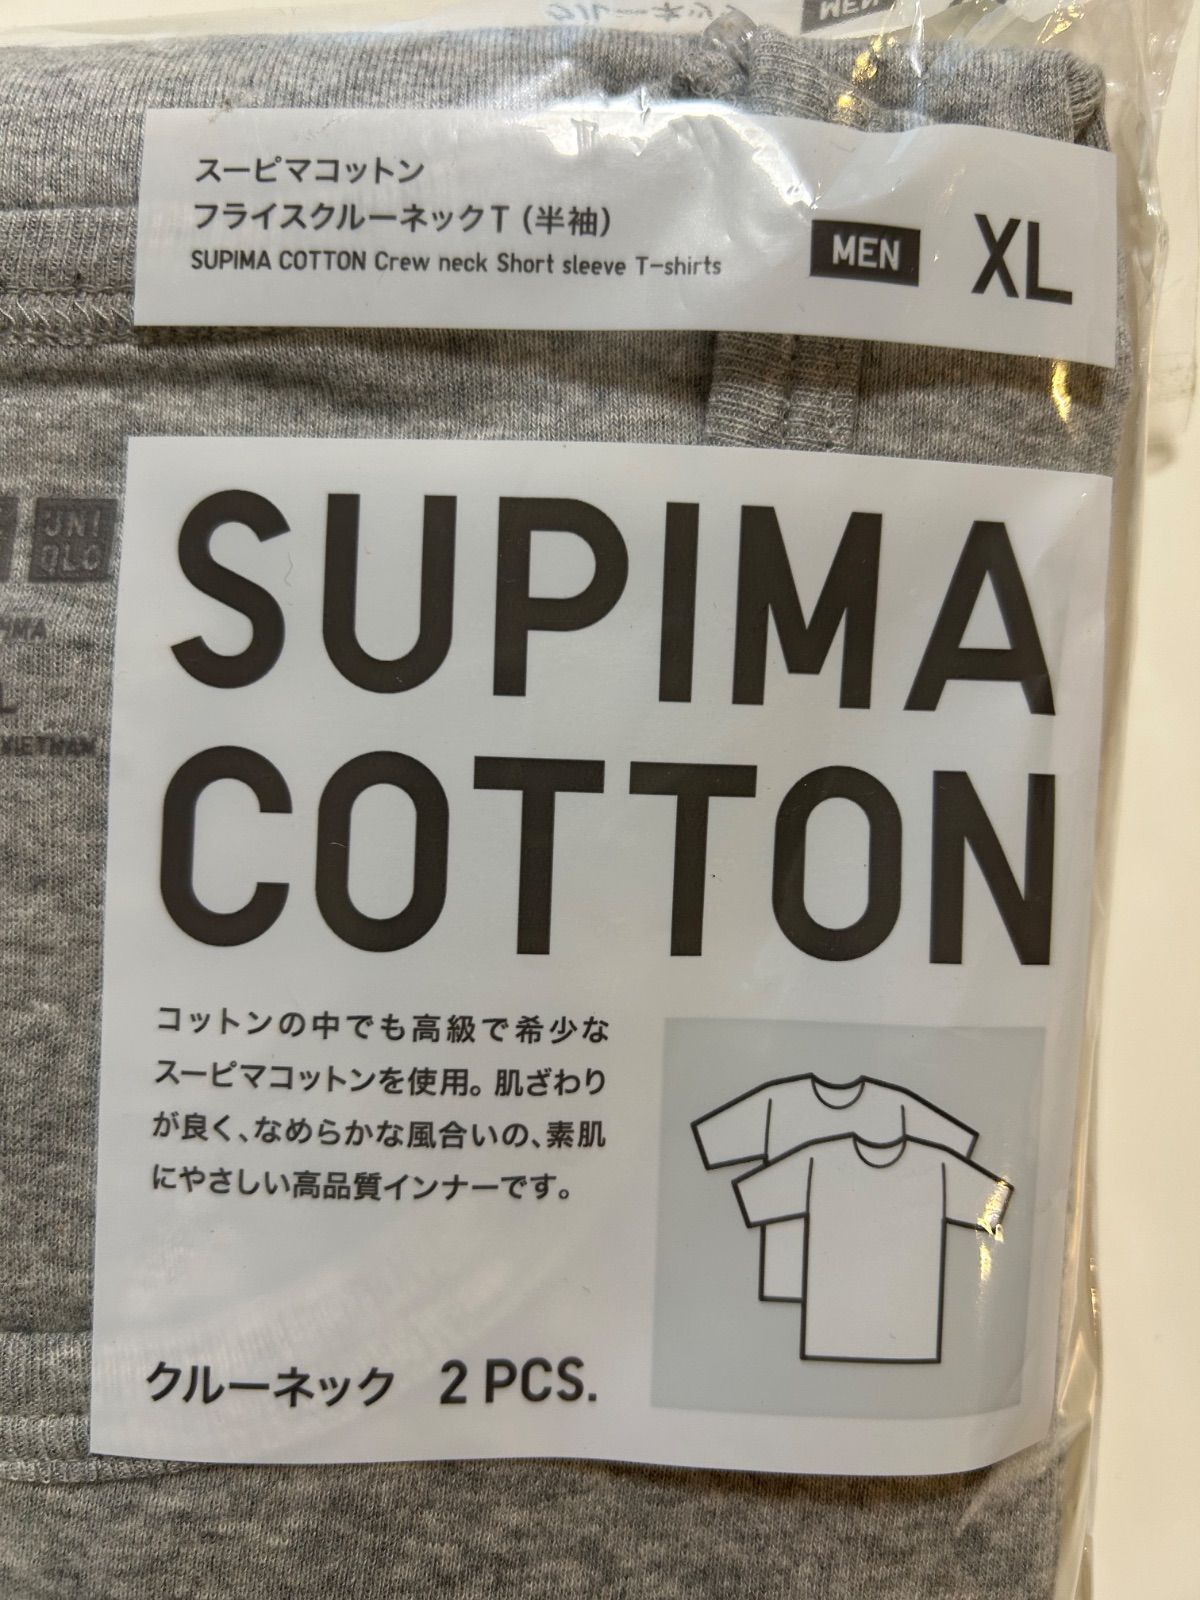 スーピマコットン
フライスクルーネックT（半袖）
SUPIMA COTTON Crew neck Short sleeve T-shirts
MEN
XL
SUPIMA
COTTON
UNI
QLO
VIETNAM
コットンの中でも高級で希少な
スーピマコットンを使用。肌ざわり
が良く、なめらかな風合いの、素肌
にやさしい高品質インナーです。
クルーネック 2 PCS.